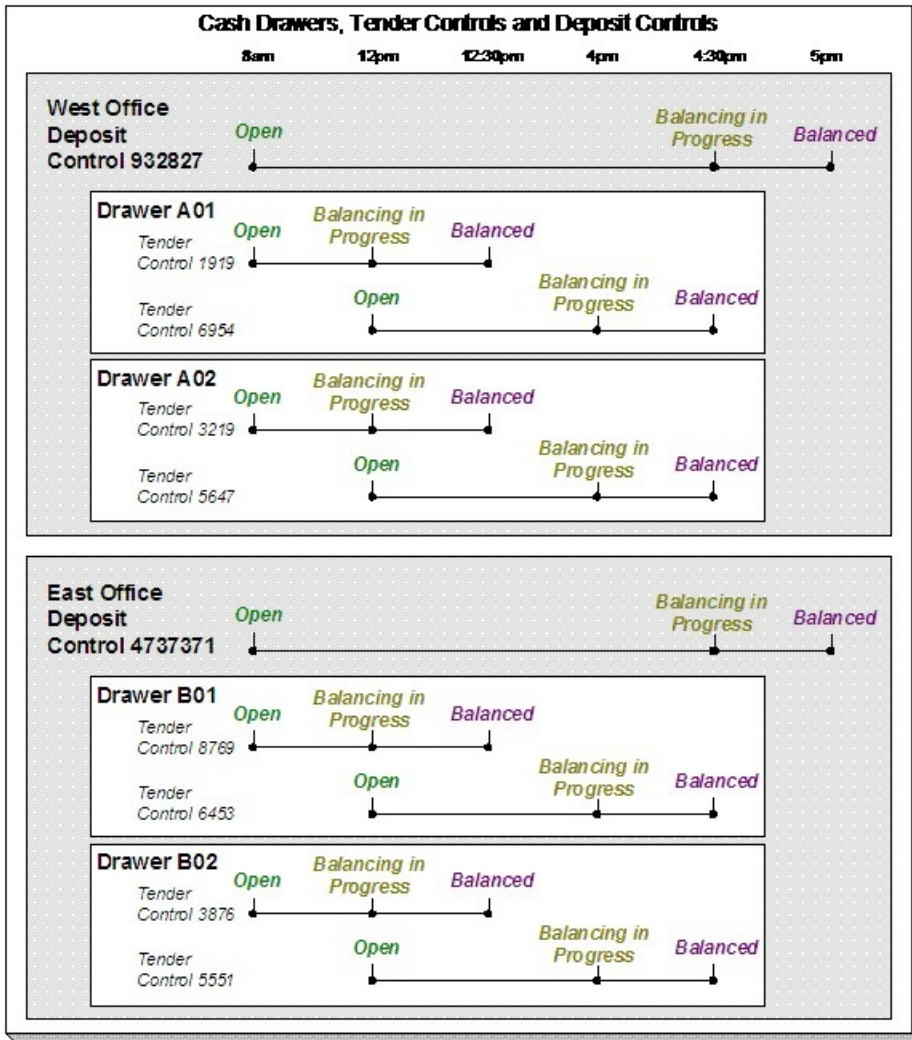 Cash Drawers, Tender Controls and Deposit Controls
8am 12pm 12:30pm 4pm 4:30pm 5pm
West Office
Deposit
Control 932827
Open
Balancing in
Progress
Balanced
Drawer A01
Tender
Control 1919
Open
Balancing in
Progress
Balanced
Tender
Control 6954
Open
Balancing in
Progress
Balanced
Drawer A02
Tender
Control 3219
Open
Balancing in
Progress
Balanced
Tender
Control 5647
Open
Balancing in
Progress
Balanced
East Office
Deposit
Control 4737371
Open
Balancing in
Progress
Balanced
Drawer B01
Tender
Control 8769
Open
Balancing in
Progress
Balanced
Tender
Control 6453
Open
Balancing in
Progress
Balanced
Drawer B02
Tender
Control 3876
Open
Balancing in
Progress
Balanced
Tender
Control 5551
Open
Balancing in
Progress
Balanced